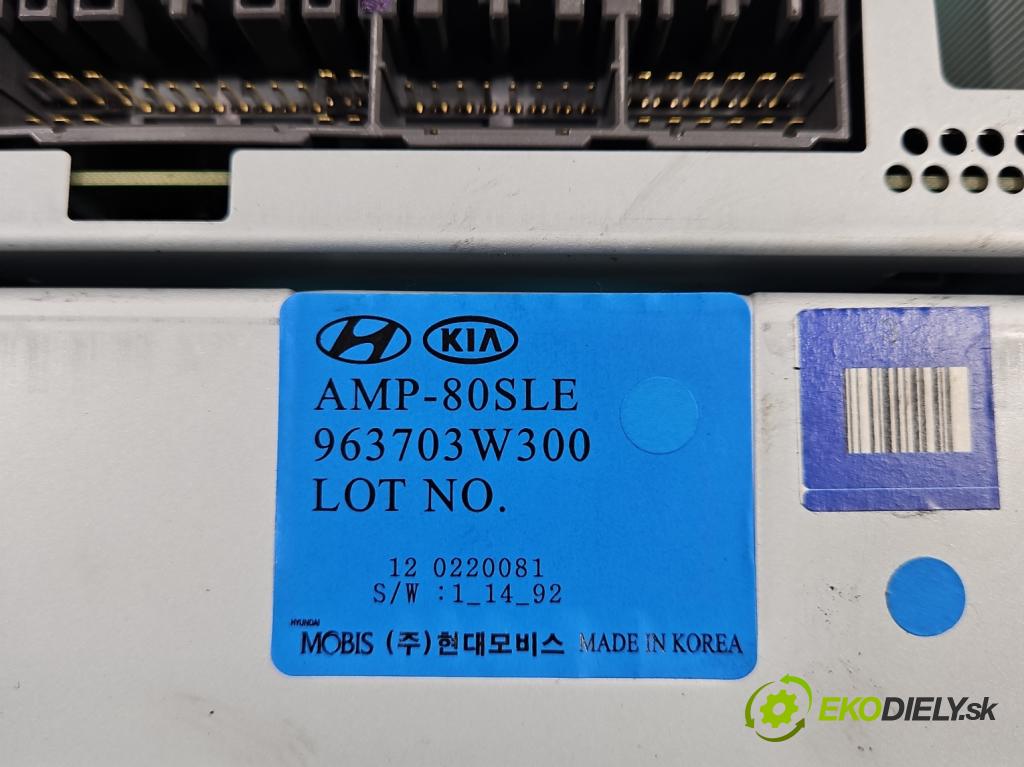 KIA
AMP-80SLE
963703W300
LOT NO.
12 0220081
S/W :1_14_92
HYUNDAI
MOBIS (주)현대모비스 MADE IN KOREA
EKODIELY.sk